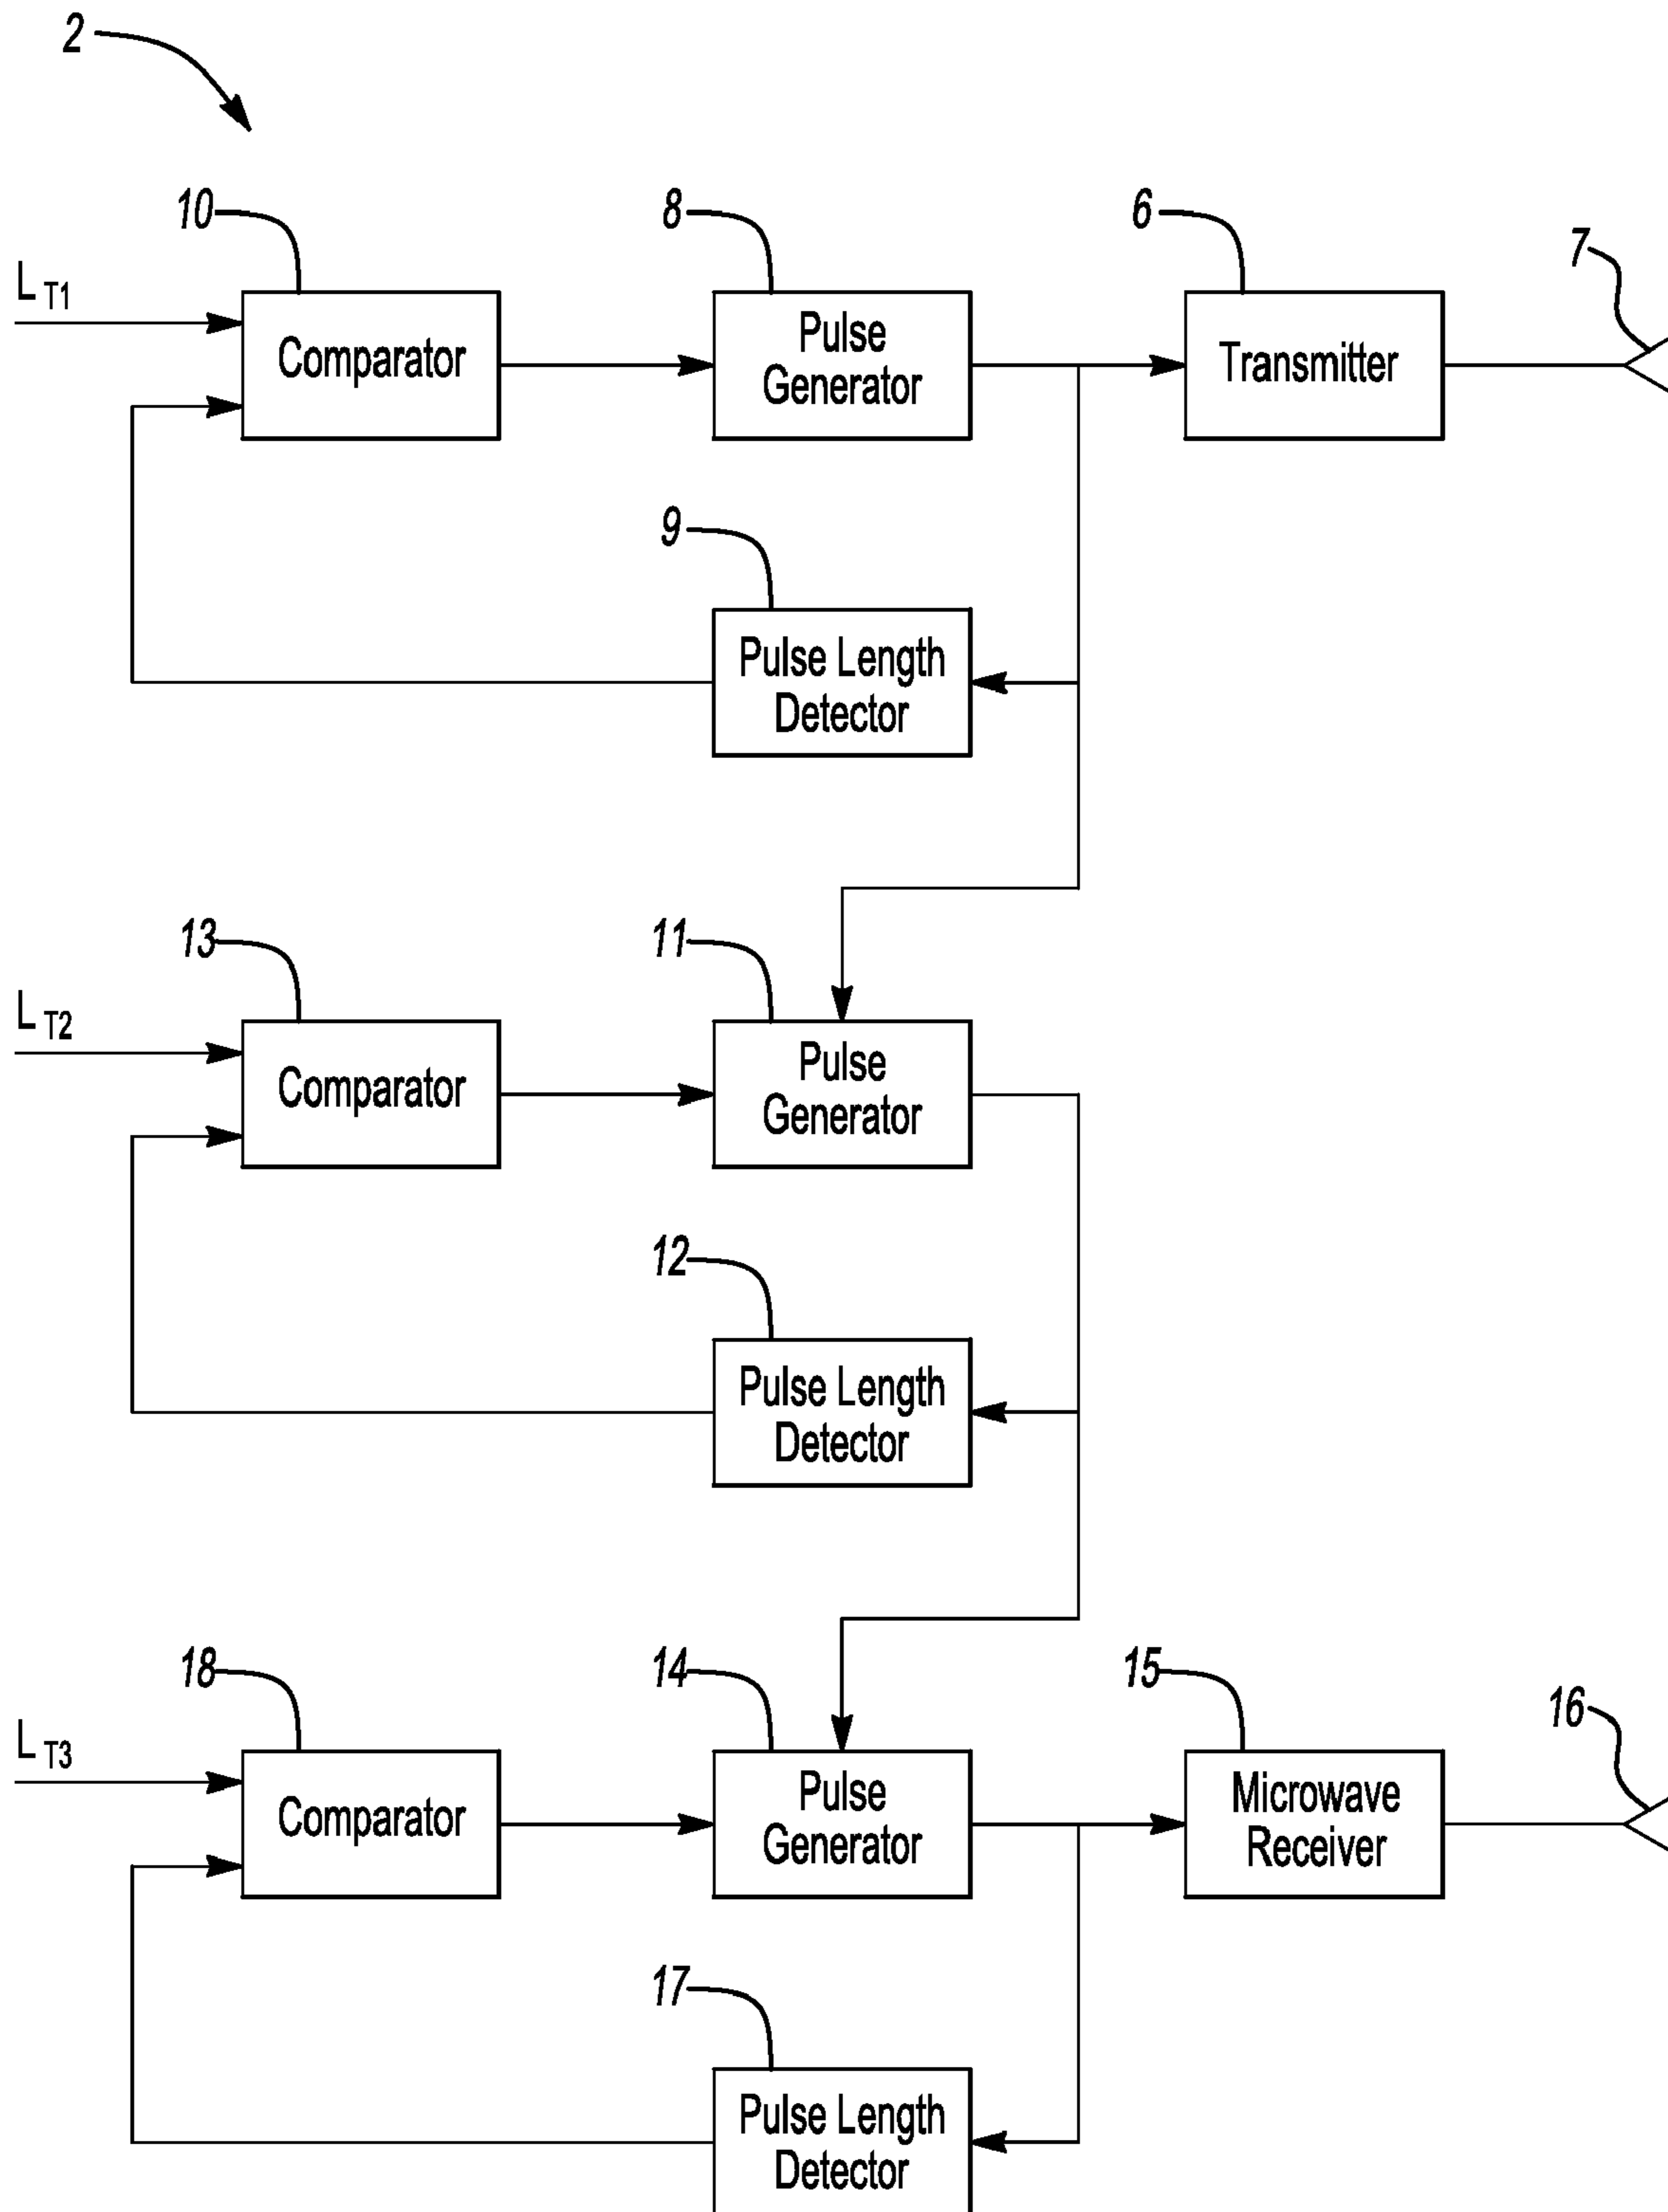 2
10
8
6
7
L T1
Comparator
Pulse
Generator
Transmitter
9
Pulse Length
Detector
13
11
L T2
Comparator
Pulse
Generator
12
Pulse Length
Detector
18
14
15
16
L T3
Comparator
Pulse
Generator
Microwave
Receiver
17
Pulse Length
Detector